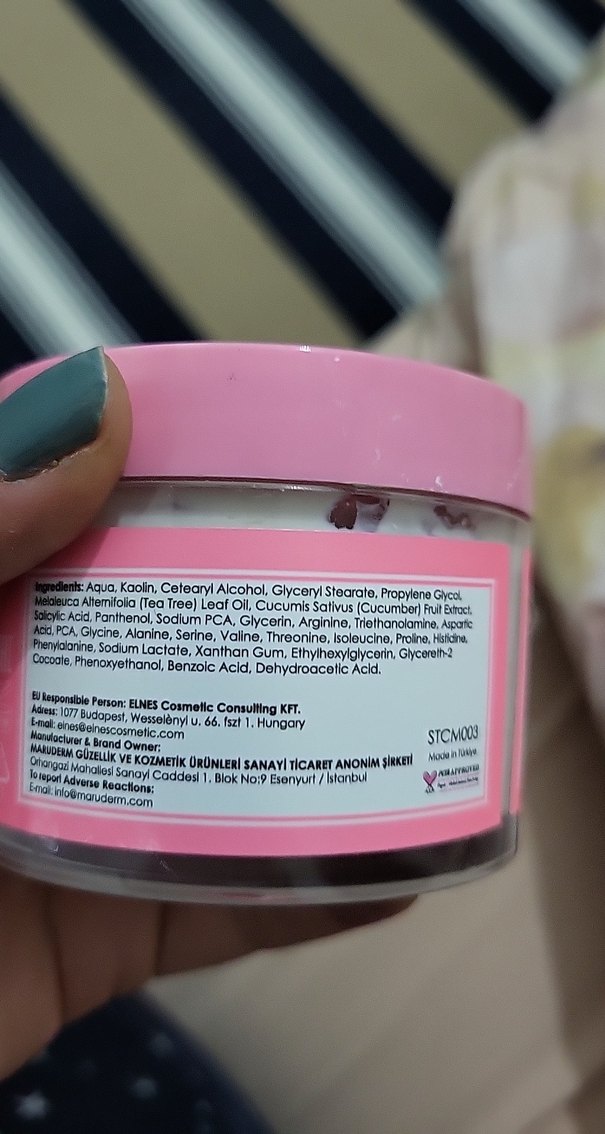 Ingredients: Aqua, Kaolin, Cetearyl Alcohol, Glyceryl Stearate, Propylene Glycol,
Melaleuca Alternifolia (Tea Tree) Leaf Oil, Cucumis Sativus (Cucumber) Fruit Extract,
Salicylic Acid, Panthenol, Sodium PCA, Glycerin, Arginine, Triethanolamine, Aspartic
Acid, PCA, Glycine, Alanine, Serine, Valine, Threonine, Isoleucine, Proline, Histidine,
Phenylalanine, Sodium Lactate, Xanthan Gum, Ethylhexylglycerin, Glycereth-2
Cocoate, Phenoxyethanol, Benzoic Acid, Dehydroacetic Acid.
EU Responsible Person: ELNES Cosmetic Consulting KFT.
Adress: 1077 Budapest, Wesselènyl u. 66. fszt 1. Hungary
E-mail: elnes@elnescosmetic.com
Manufacturer & Brand Owner:
MARUDERM GÜZELLİK VE KOZMETİK ÜRÜNLERİ SANAYİ TİCARET ANONİM ŞİRKETİ
Orhangazi Mahallesi Sanayi Caddesi 1. Blok No:9 Esenyurt / İstanbul
To report Adverse Reactions:
E-mail: info@maruderm.com
STCM003
Made in Türkiye